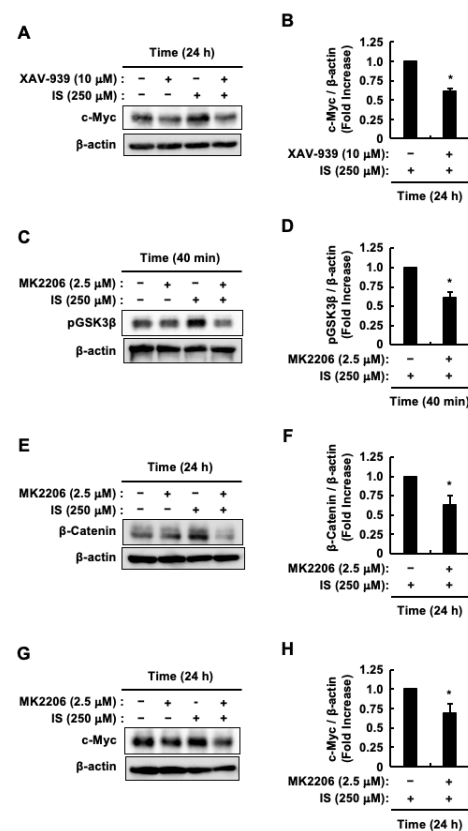 A
Time (24 h)
XAV-939 (10 μM) : – + – +
IS (250 μM) : – – + +
c-Myc
β-actin
B
c-Myc / β-actin
(Fold Increase)
1.25
1
0.75
0.5
0.25
0
*
XAV-939 (10 μM): – +
IS (250 μM): + +
Time (24 h)
C
Time (40 min)
MK2206 (2.5 μM) : – + – +
IS (250 μM) : – – + +
pGSK3β
β-actin
D
pGSK3β / β-actin
(Fold Increase)
1.25
1
0.75
0.5
0.25
0
*
MK2206 (2.5 μM): – +
IS (250 μM): + +
Time (40 min)
E
Time (24 h)
MK2206 (2.5 μM) : – + – +
IS (250 μM) : – – + +
β-Catenin
β-actin
F
β-Catenin / β-actin
(Fold Increase)
1.25
1
0.75
0.5
0.25
0
*
MK2206 (2.5 μM): – +
IS (250 μM): + +
Time (24 h)
G
Time (24 h)
MK2206 (2.5 μM) : – + - +
IS (250 μM) : – – + +
c-Myc
β-actin
H
c-Myc / β-actin
(Fold Increase)
1.25
1
0.75
0.5
0.25
0
*
MK2206 (2.5 μM): – +
IS (250 μM): + +
Time (24 h)